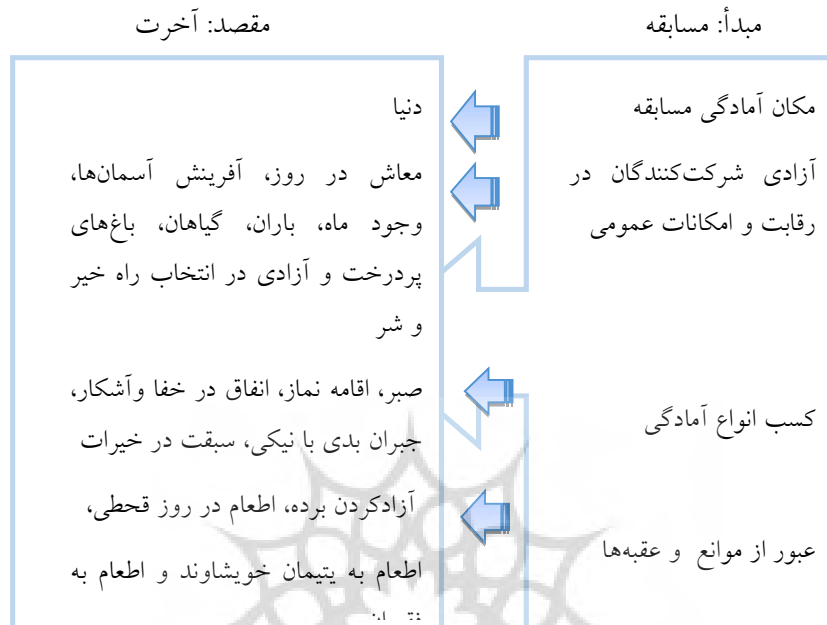 مبدأ: مسابقه
مقصد: آخرت
مکان آمادگی مسابقه
دنیا
آزادی شرکت‌کنندگان در
رقابت و امکانات عمومی
معاش در روز، آفرینش آسمان‌ها،
وجود ماه، باران، گیاهان، باغ‌های
پردرخت و آزادی در انتخاب راه خیر
و شر
کسب انواع آمادگی
صبر، اقامه نماز، انفاق در خفا وآشکار،
جبران بدی با نیکی، سبقت در خیرات
عبور از موانع و عقبه‌ها
آزادکردن برده، اطعام در روز قحطی،
اطعام به یتیمان خویشاوند و اطعام به